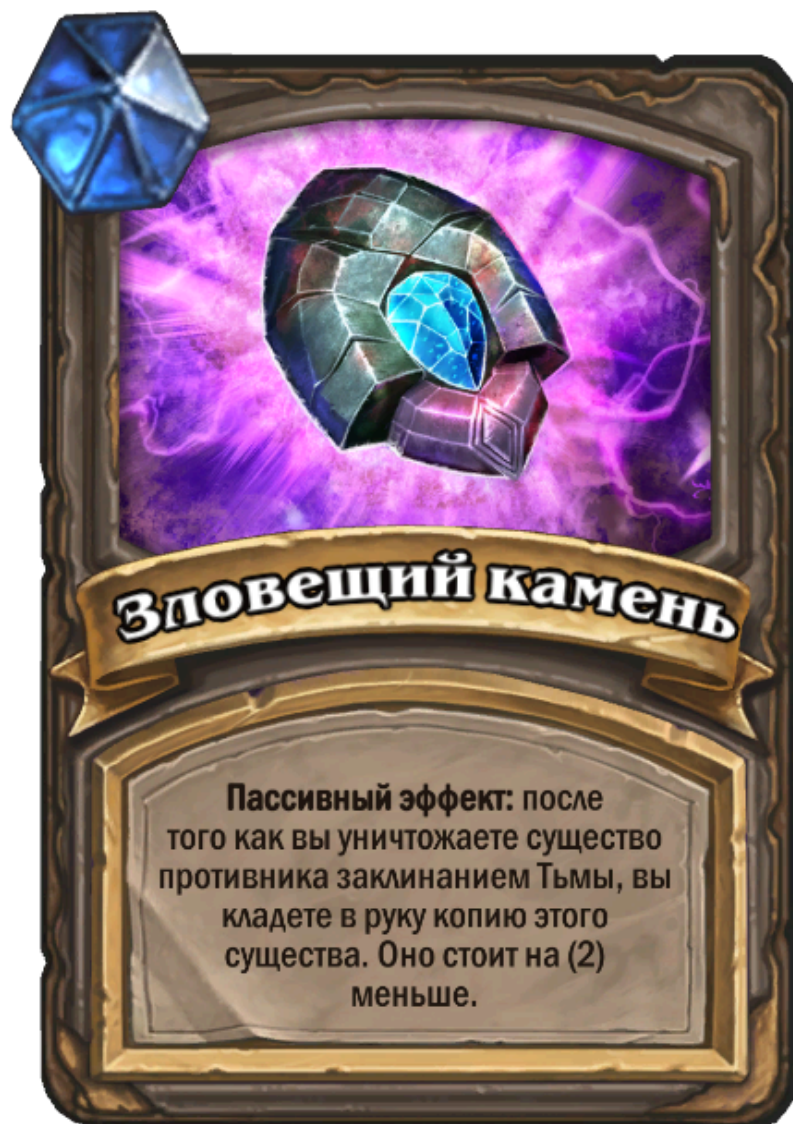 Зловещий камень
Пассивный эффект: после
того как вы уничтожаете существо
противника заклинанием Тьмы, вы
кладете в руку копию этого
существа. Оно стоит на (2)
меньше.